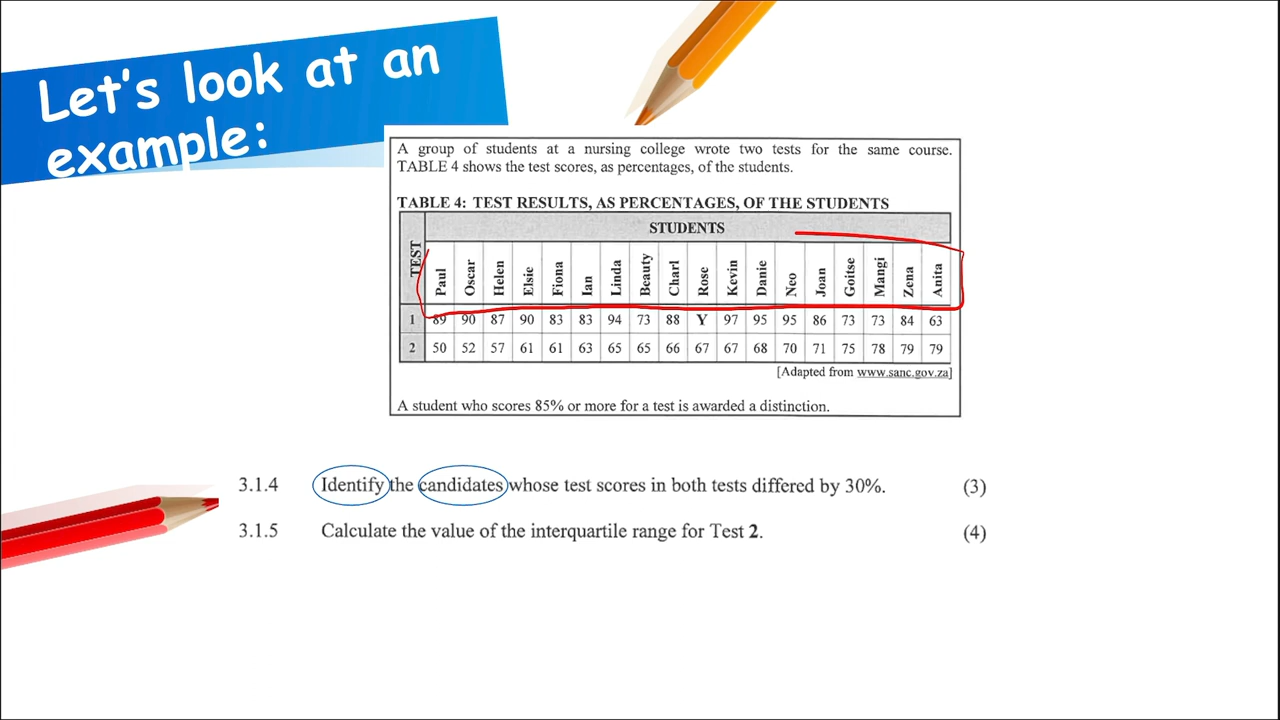 Let's look at an
example:
A group of students at a nursing college wrote two tests for the same course.
TABLE 4 shows the test scores, as percentages, of the students.
TABLE 4: TEST RESULTS, AS PERCENTAGES, OF THE STUDENTS
TEST STUDENTS
Paul Oscar Helen Elsie Fiona Ian Linda Beauty Charl Rose Kevin Danie Neo Joan Goitse Mangi Zena Anita
1 89 90 87 90 83 83 94 73 88 Y 97 95 95 86 73 73 84 63
2 50 52 57 61 61 63 65 65 66 67 67 68 70 71 75 78 79 79
[Adapted from www.sanc.gov.za]
A student who scores 85% or more for a test is awarded a distinction.
3.1.4 Identify the candidates whose test scores in both tests differed by 30%. (3)
3.1.5 Calculate the value of the interquartile range for Test 2. (4)